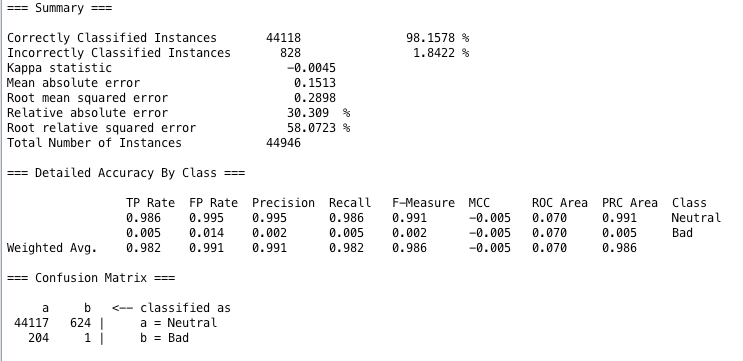 === Summary ===
Correctly Classified Instances 44118 98.1578 %
Incorrectly Classified Instances 828 1.8422 %
Kappa statistic −0.0045
Mean absolute error 0.1513
Root mean squared error 0.2898
Relative absolute error 30.309 %
Root relative squared error 58.0723 %
Total Number of Instances 44946
=== Detailed Accuracy By Class ===
TP Rate FP Rate Precision Recall F−Measure MCC ROC Area PRC Area Class
0.986 0.995 0.995 0.986 0.991 −0.005 0.070 0.991 Neutral
0.005 0.014 0.002 0.005 0.002 −0.005 0.070 0.005 Bad
Weighted Avg. 0.982 0.991 0.991 0.982 0.986 −0.005 0.070 0.986
=== Confusion Matrix ===
a b <−− classified as
44117 624 | a = Neutral
204 1 | b = Bad